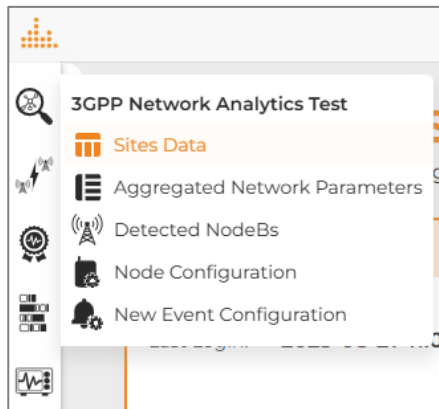 3GPP Network Analytics Test
Sites Data
Aggregated Network Parameters
Detected NodeBs
Node Configuration
New Event Configuration